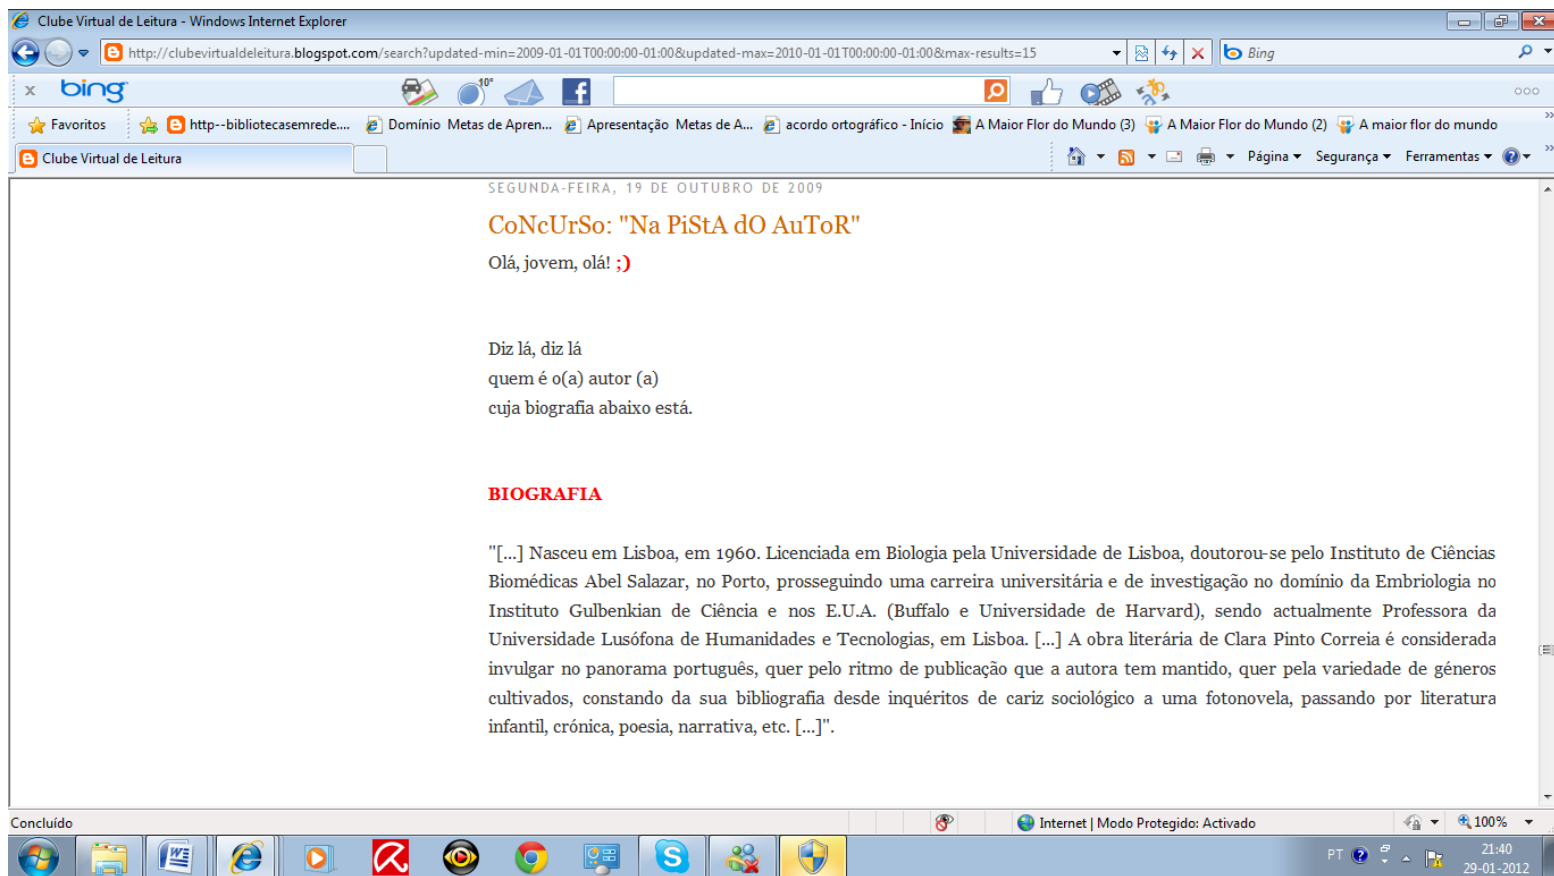 Clube Virtual de Leitura - Windows Internet Explorer
http://clubevirtualdeleitura.blogspot.com/search?updated-min=2009-01-01T00:00:00-01:00&updated-max=2010-01-01T00:00:00-01:00&max-results=15
Bing
x bing 10°
Favoritos http--bibliotecasemrede.... Domínio Metas de Apren... Apresentação Metas de A... acordo ortográfico - Início A Maior Flor do Mundo (3) A Maior Flor do Mundo (2) A maior flor do mundo
Clube Virtual de Leitura
Página Segurança Ferramentas
SEGUNDA-FEIRA, 19 DE OUTUBRO DE 2009
CoNcUrSo: "Na PiStA dO AuToR"
Olá, jovem, olá! ;)
Diz lá, diz lá
quem é o(a) autor (a)
cuja biografia abaixo está.
BIOGRAFIA
"[...] Nasceu em Lisboa, em 1960. Licenciada em Biologia pela Universidade de Lisboa, doutorou-se pelo Instituto de Ciências
Biomédicas Abel Salazar, no Porto, prosseguindo uma carreira universitária e de investigação no domínio da Embriologia no
Instituto Gulbenkian de Ciência e nos E.U.A. (Buffalo e Universidade de Harvard), sendo actualmente Professora da
Universidade Lusófona de Humanidades e Tecnologias, em Lisboa. [...] A obra literária de Clara Pinto Correia é considerada
invulgar no panorama português, quer pelo ritmo de publicação que a autora tem mantido, quer pela variedade de géneros
cultivados, constando da sua bibliografia desde inquéritos de cariz sociológico a uma fotonovela, passando por literatura
infantil, crónica, poesia, narrativa, etc. [...]".
Concluído
Internet | Modo Protegido: Activado
100%
PT
21:40
29-01-2012